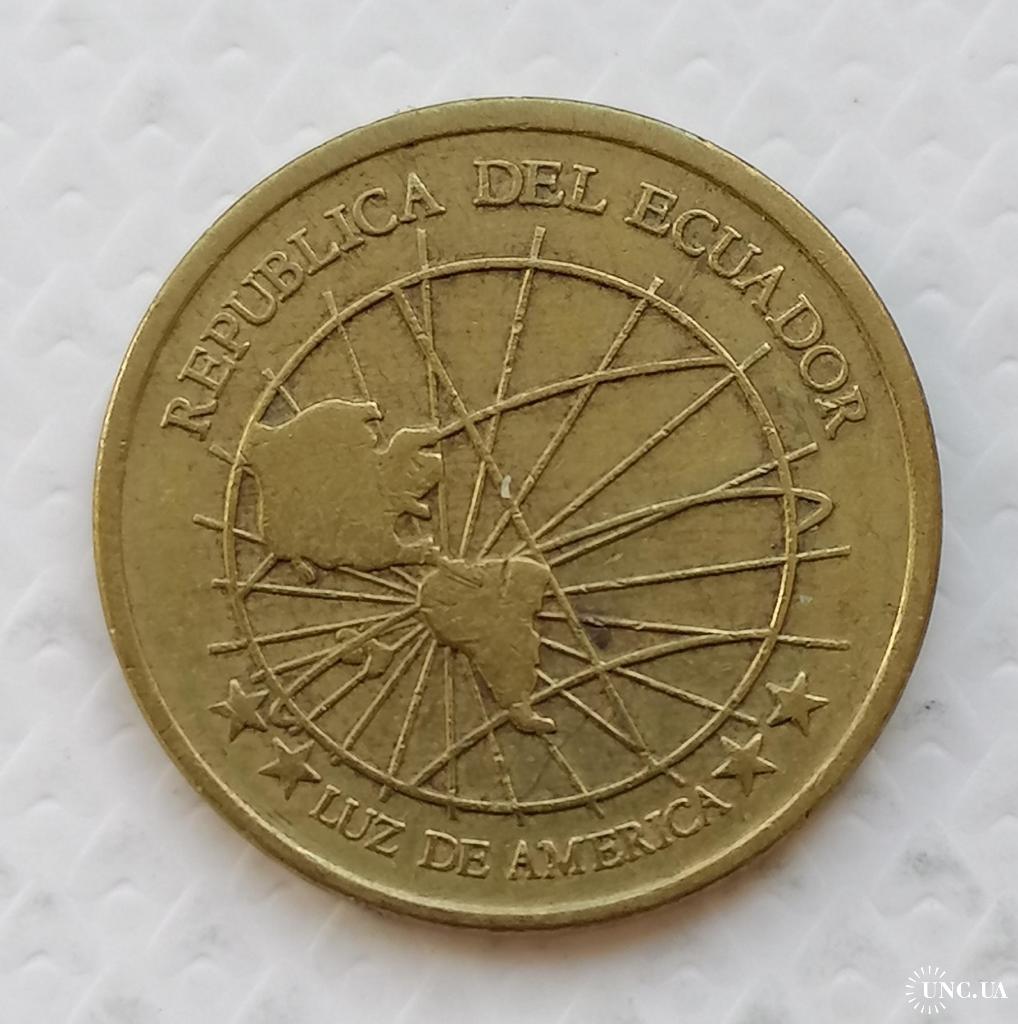 REPUBLICA DEL ECUADOR
LUZ DE AMERICA
UNC.UA